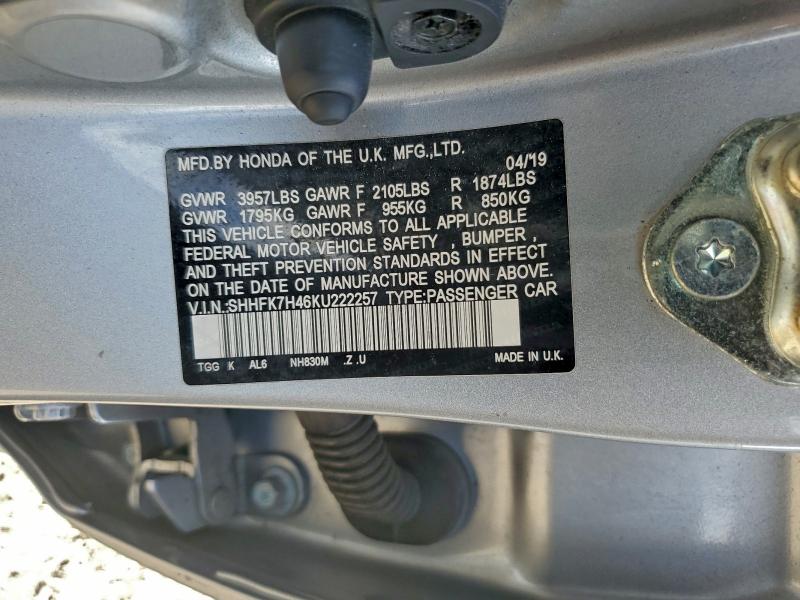 MFD.BY HONDA OF THE U.K. MFG.,LTD. 04/19
GVWR 3957LBS GAWR F 2105LBS R 1874LBS
GVWR 1795KG GAWR F 955KG R 850KG
THIS VEHICLE CONFORMS TO ALL APPLICABLE
FEDERAL MOTOR VEHICLE SAFETY , BUMPER ,
AND THEFT PREVENTION STANDARDS IN EFFECT
ON THE DATE OF MANUFACTURE SHOWN ABOVE.
V.I.N.:SHHFK7H46KU222257 TYPE:PASSENGER CAR
TGG K AL6 NH830M .Z .U MADE IN U.K.